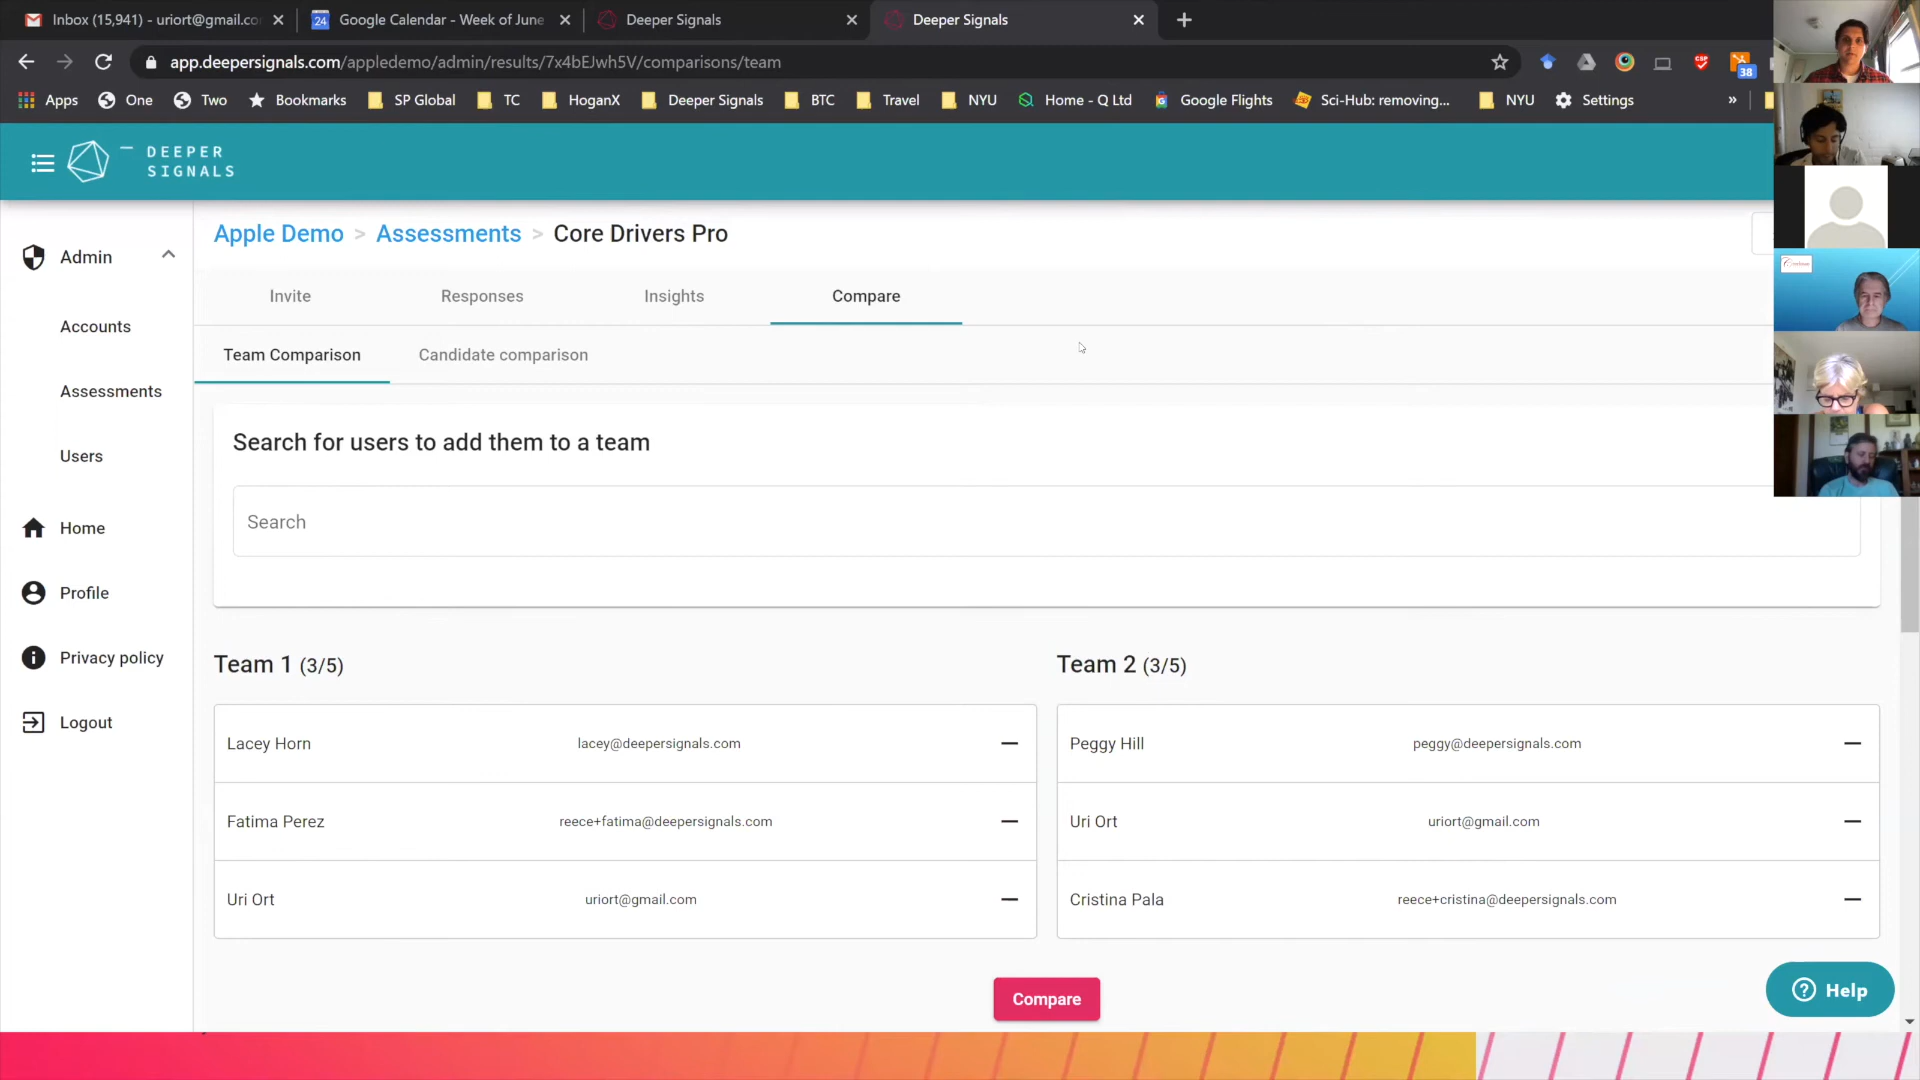 Inbox (15,941) - uriort@gmail.co
Google Calendar - Week of June
Deeper Signals
Deeper Signals
app.deepersignals.com/appledemo/admin/results/7x4bEJwh5V/comparisons/team
CSP
38
Apps
One
Two
Bookmarks
SP Global
TC
HoganX
Deeper Signals
BTC
Travel
NYU
Home - Q Ltd
Google Flights
Sci-Hub: removing...
NYU
Settings
»
DEEPER
SIGNALS
Apple Demo > Assessments > Core Drivers Pro
Admin
Accounts
Assessments
Users
Home
Profile
Privacy policy
Logout
Invite
Responses
Insights
Compare
Team Comparison
Candidate comparison
Search for users to add them to a team
Search
Team 1 (3/5)
Lacey Horn lacey@deepersignals.com
Fatima Perez reece+fatima@deepersignals.com
Uri Ort uriort@gmail.com
Team 2 (3/5)
Peggy Hill peggy@deepersignals.com
Uri Ort uriort@gmail.com
Cristina Pala reece+cristina@deepersignals.com
Compare
Help